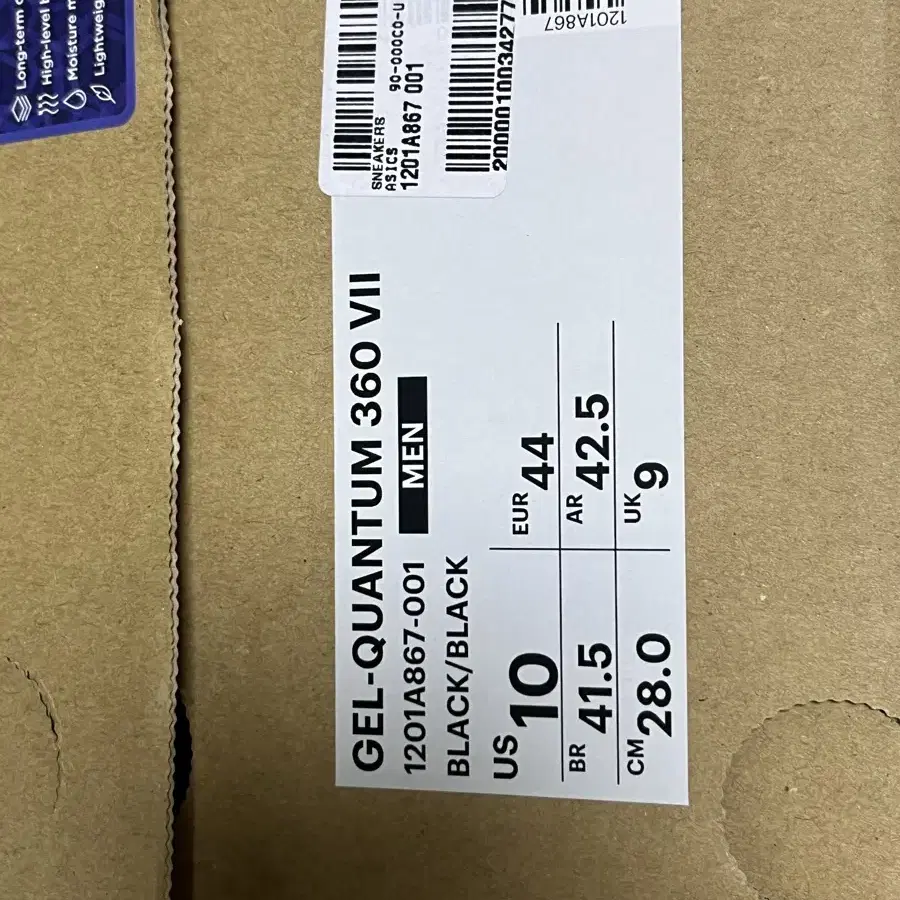 Long-term
High-level
Moisture
Lightweig
SNEAKERS
ASICS
90-000C0-U
1201A867 001
2000001003427
1201A867
GEL-QUANTUM 360 VII
1201A867-001 MEN
BLACK/BLACK
US 10
EUR 44
BR 41.5
AR 42.5
CM 28.0
UK 9